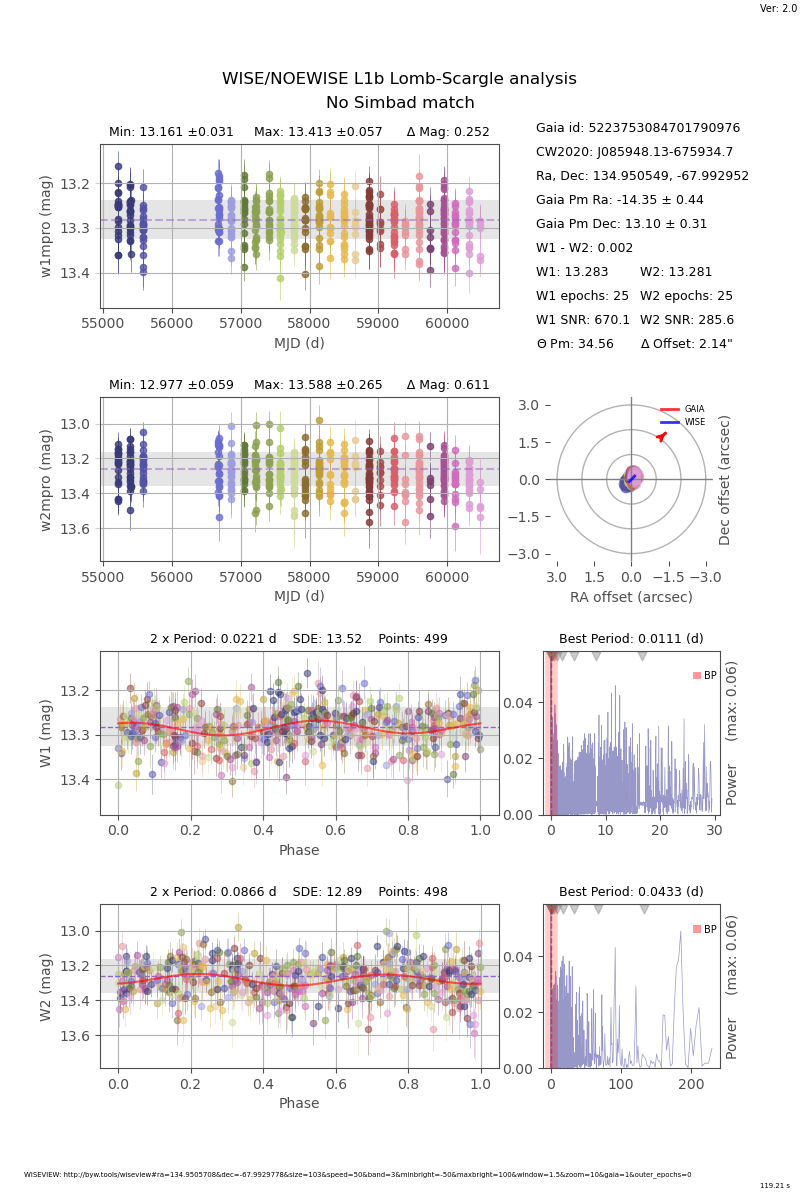 Ver: 2.0
WISE/NOEWISE L1b Lomb-Scargle analysis
No Simbad match
Min: 13.161 ±0.031 Max: 13.413 ±0.057 Δ Mag: 0.252
w1mpro (mag)
13.2
13.3
13.4
55000 56000 57000 58000 59000 60000
MJD (d)
Gaia id: 5223753084701790976
CW2020: J085948.13-675934.7
Ra, Dec: 134.950549, -67.992952
Gaia Pm Ra: -14.35 ± 0.44
Gaia Pm Dec: 13.10 ± 0.31
W1 - W2: 0.002
W1: 13.283 W2: 13.281
W1 epochs: 25 W2 epochs: 25
W1 SNR: 670.1 W2 SNR: 285.6
Θ Pm: 34.56 Δ Offset: 2.14"
Min: 12.977 ±0.059 Max: 13.588 ±0.265 Δ Mag: 0.611
w2mpro (mag)
13.0
13.2
13.4
13.6
55000 56000 57000 58000 59000 60000
MJD (d)
GAIA
WISE
3.0
1.5
0.0
−1.5
−3.0
3.0 1.5 0.0 −1.5 −3.0
RA offset (arcsec)
Dec offset (arcsec)
2 x Period: 0.0221 d SDE: 13.52 Points: 499
W1 (mag)
13.2
13.3
13.4
0.0 0.2 0.4 0.6 0.8 1.0
Phase
Best Period: 0.0111 (d)
BP
0.04
0.02
0.00
0 10 20 30
Power (max: 0.06)
2 x Period: 0.0866 d SDE: 12.89 Points: 498
W2 (mag)
13.0
13.2
13.4
13.6
0.0 0.2 0.4 0.6 0.8 1.0
Phase
Best Period: 0.0433 (d)
BP
0.04
0.02
0.00
0 100 200
Power (max: 0.06)
WISEVIEW: http://byw.tools/wiseview#ra=134.9505708&dec=-67.9929778&size=103&speed=50&band=3&minbright=-50&maxbright=100&window=1.5&zoom=10&gaia=1&outer_epochs=0
119.21 s